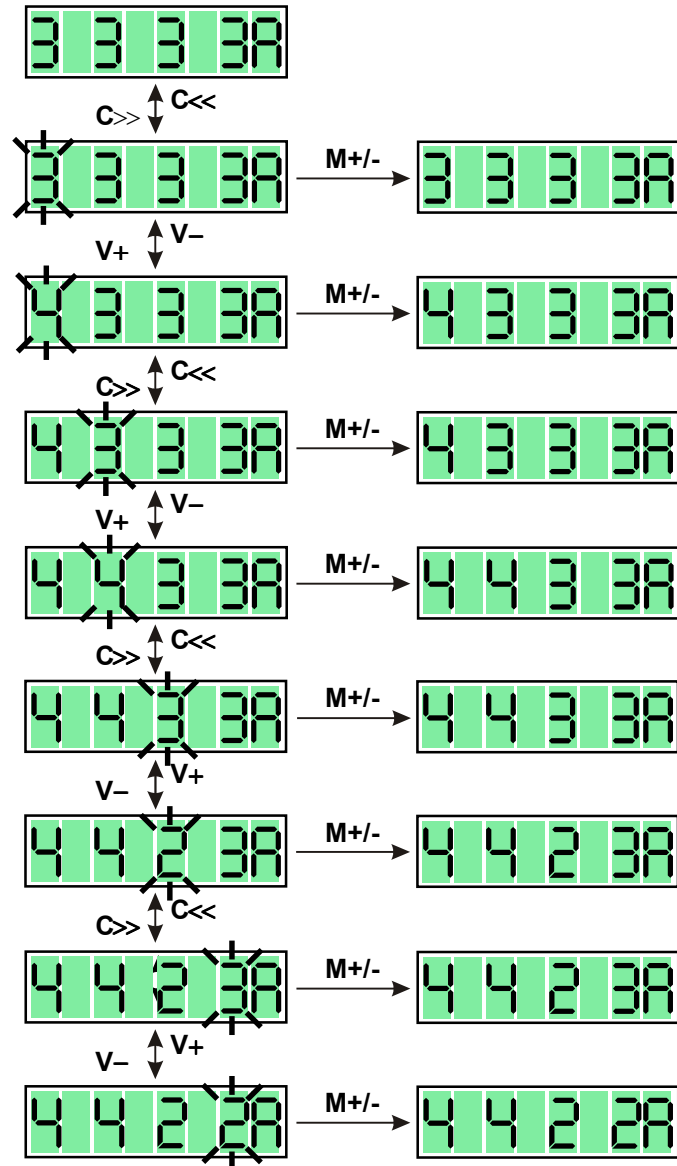 3 3 3 3A
C>> C<<
3 3 3 3A M+/- 3 3 3 3A
V+ V−
4 3 3 3A M+/- 4 3 3 3A
C>> C<<
4 3 3 3A M+/- 4 3 3 3A
V+ V−
4 4 3 3A M+/- 4 4 3 3A
C>> C<<
4 4 3 3A M+/- 4 4 3 3A
V− V+
4 4 2 3A M+/- 4 4 2 3A
C>> C<<
4 4 2 3A M+/- 4 4 2 3A
V− V+
4 4 2 2A M+/- 4 4 2 2A